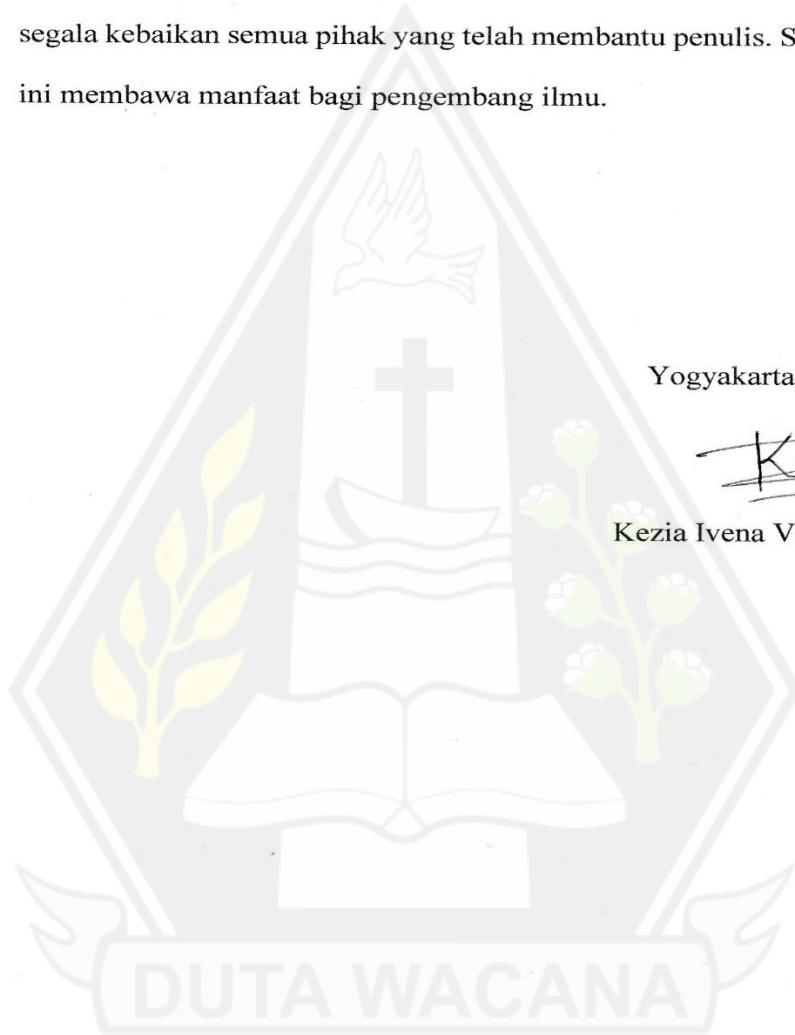 segala kebaikan semua pihak yang telah membantu penulis. S
ini membawa manfaat bagi pengembang ilmu.
Yogyakarta
K
Kezia Ivena V
DUTA WACANA